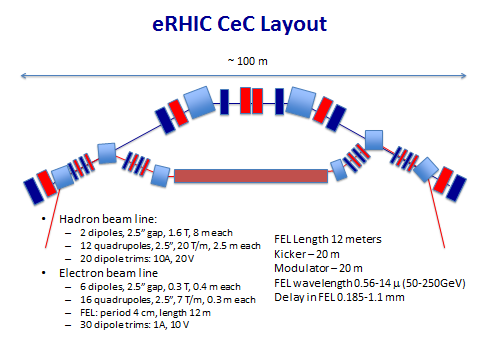 eRHIC CeC Layout
~ 100 m
• Hadron beam line:
– 2 dipoles, 2.5” gap, 1.6 T, 8 m each
– 12 quadrupoles, 2.5”, 20 T/m, 2.5 m each
– 20 dipole trims: 10A, 20V
• Electron beam line
– 6 dipoles, 2.5” gap, 0.3 T, 0.4 m each
– 16 quadrupoles, 2.5”, 7 T/m, 0.3 m each
– FEL: period 4 cm, length 12 m
– 30 dipole trims: 1A, 10 V
FEL Length 12 meters
Kicker – 20 m
Modulator – 20 m
FEL wavelength 0.56-14 μ (50-250GeV)
Delay in FEL 0.185-1.1 mm